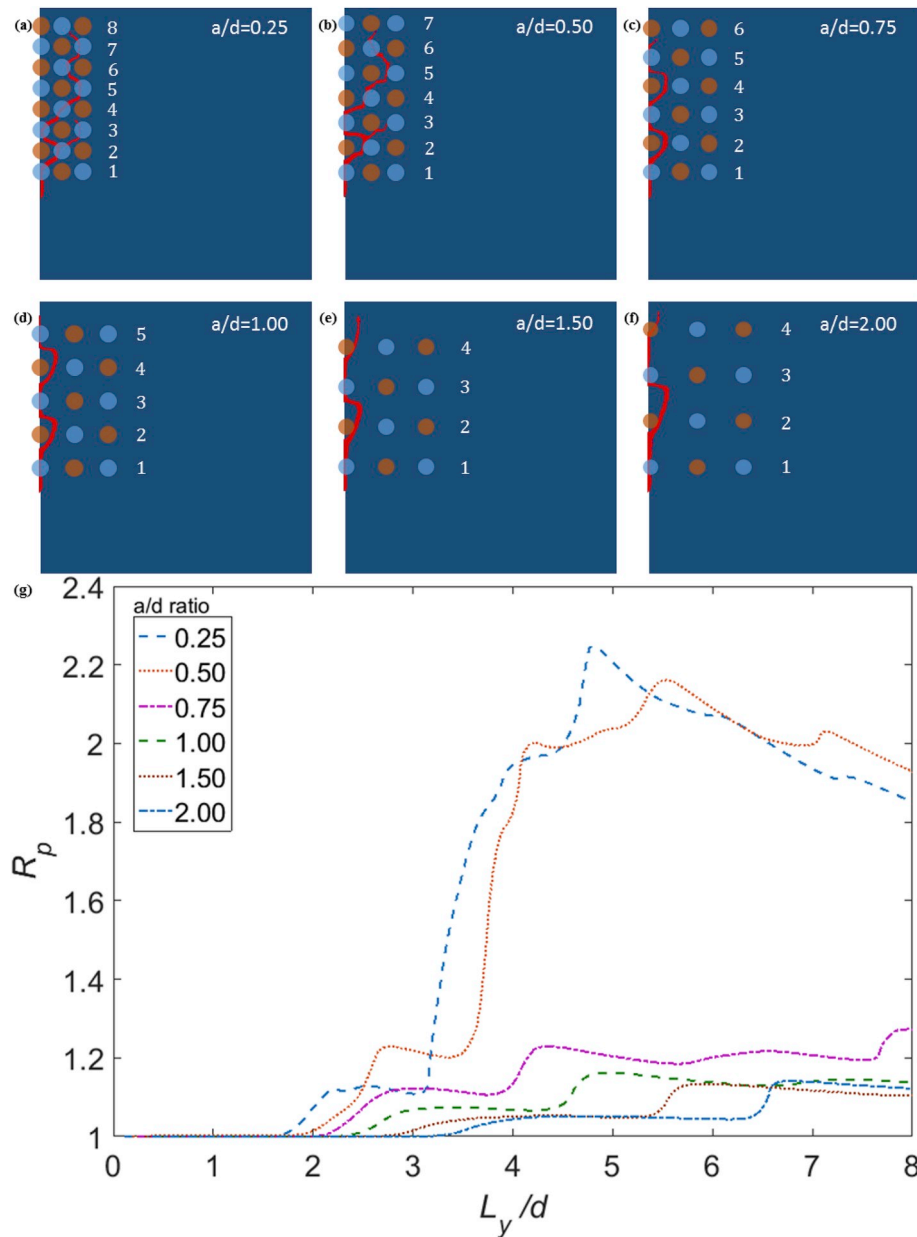 (a)
a/d=0.25
8
7
6
5
4
3
2
1
(b)
a/d=0.50
7
6
5
4
3
2
1
(c)
a/d=0.75
6
5
4
3
2
1
(d)
a/d=1.00
5
4
3
2
1
(e)
a/d=1.50
4
3
2
1
(f)
a/d=2.00
4
3
2
1
(g)
a/d ratio
0.25
0.50
0.75
1.00
1.50
2.00
2.4
2.2
2
1.8
1.6
1.4
1.2
1
R_p
0 1 2 3 4 5 6 7 8
L_y/d